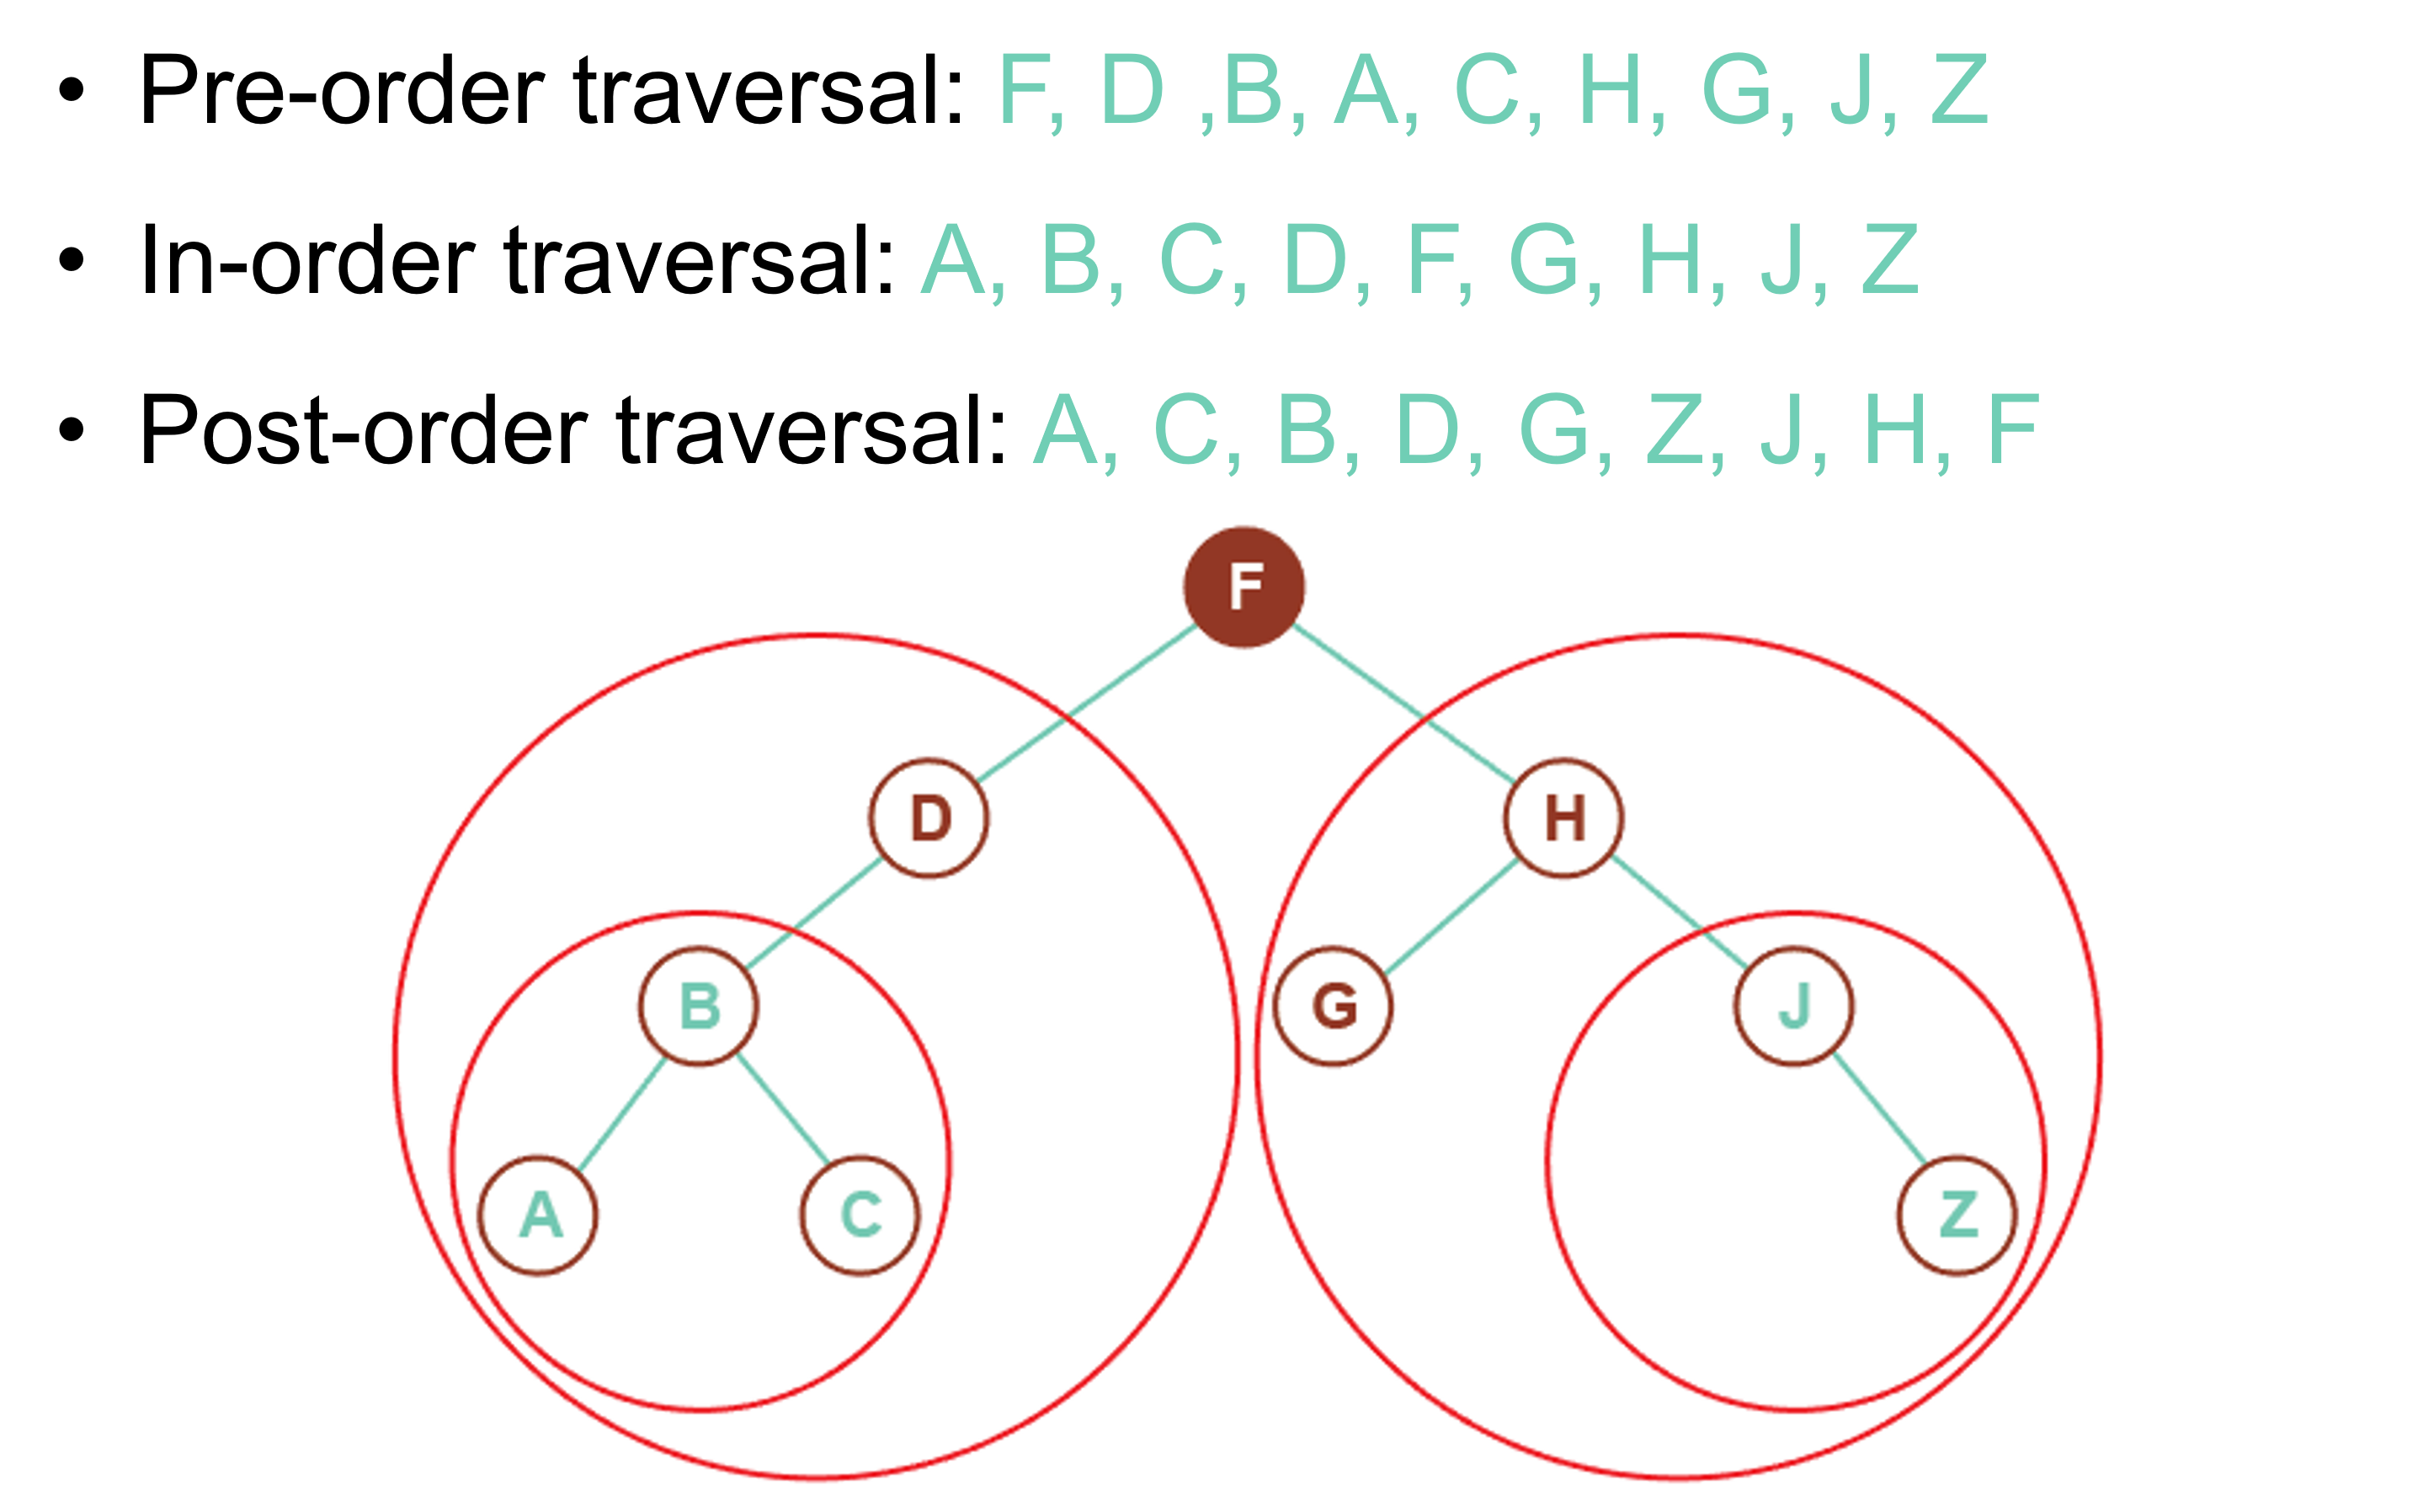 • Pre-order traversal: F, D ,B, A, C, H, G, J, Z
• In-order traversal: A, B, C, D, F, G, H, J, Z
• Post-order traversal: A, C, B, D, G, Z, J, H, F
F
D H
B G J
A C Z